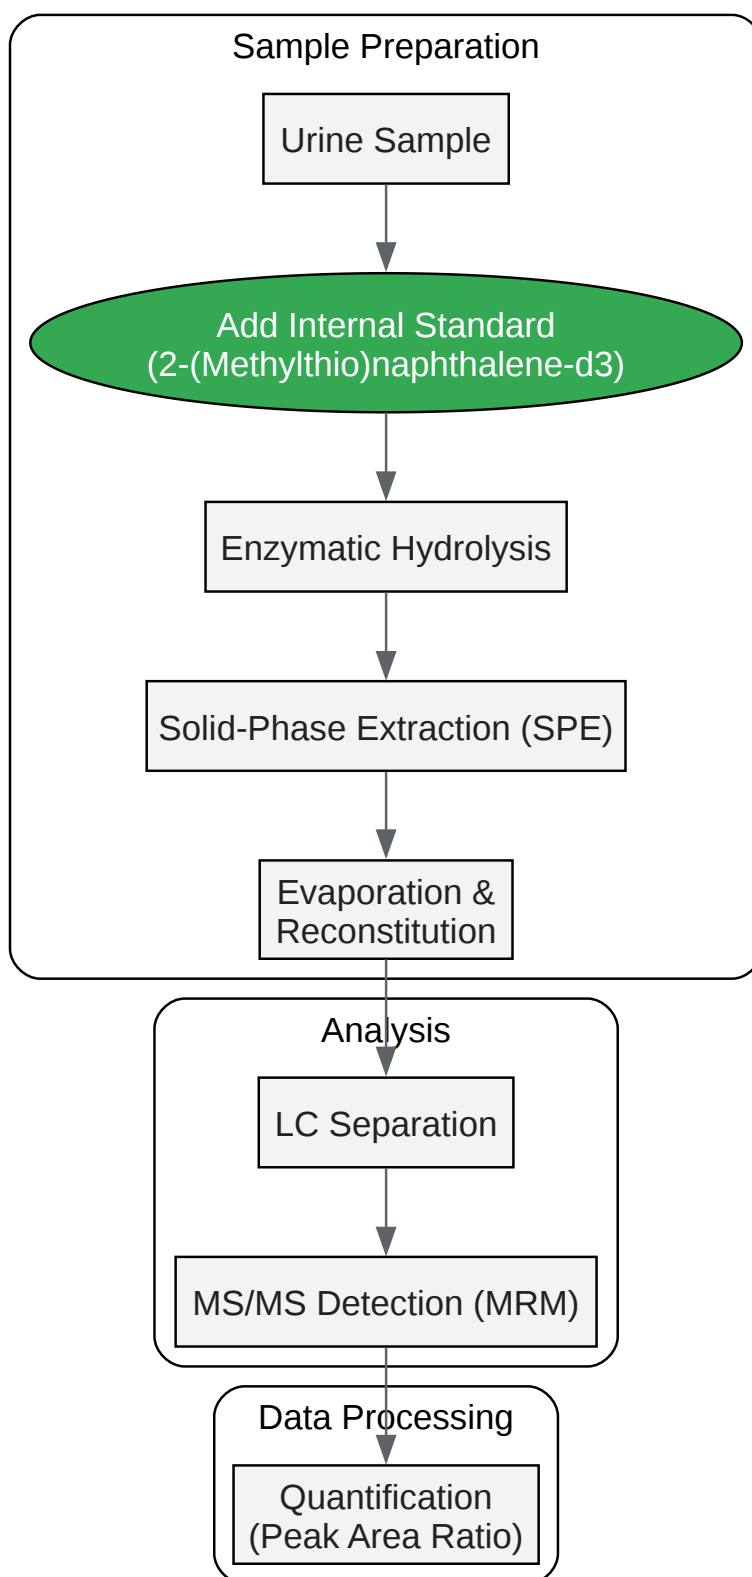 Sample Preparation
Urine Sample
Add Internal Standard
(2-(Methylthio)naphthalene-d3)
Enzymatic Hydrolysis
Solid-Phase Extraction (SPE)
Evaporation &
Reconstitution
Analysis
LC Separation
MS/MS Detection (MRM)
Data Processing
Quantification
(Peak Area Ratio)